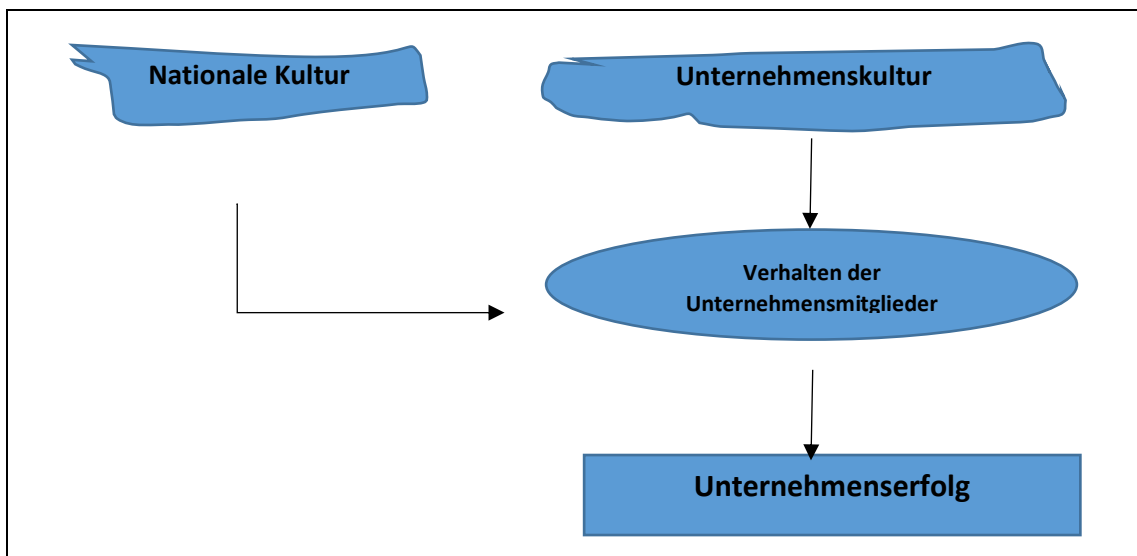 Nationale Kultur
Unternehmenskultur
Verhalten der
Unternehmensmitglieder
Unternehmenserfolg